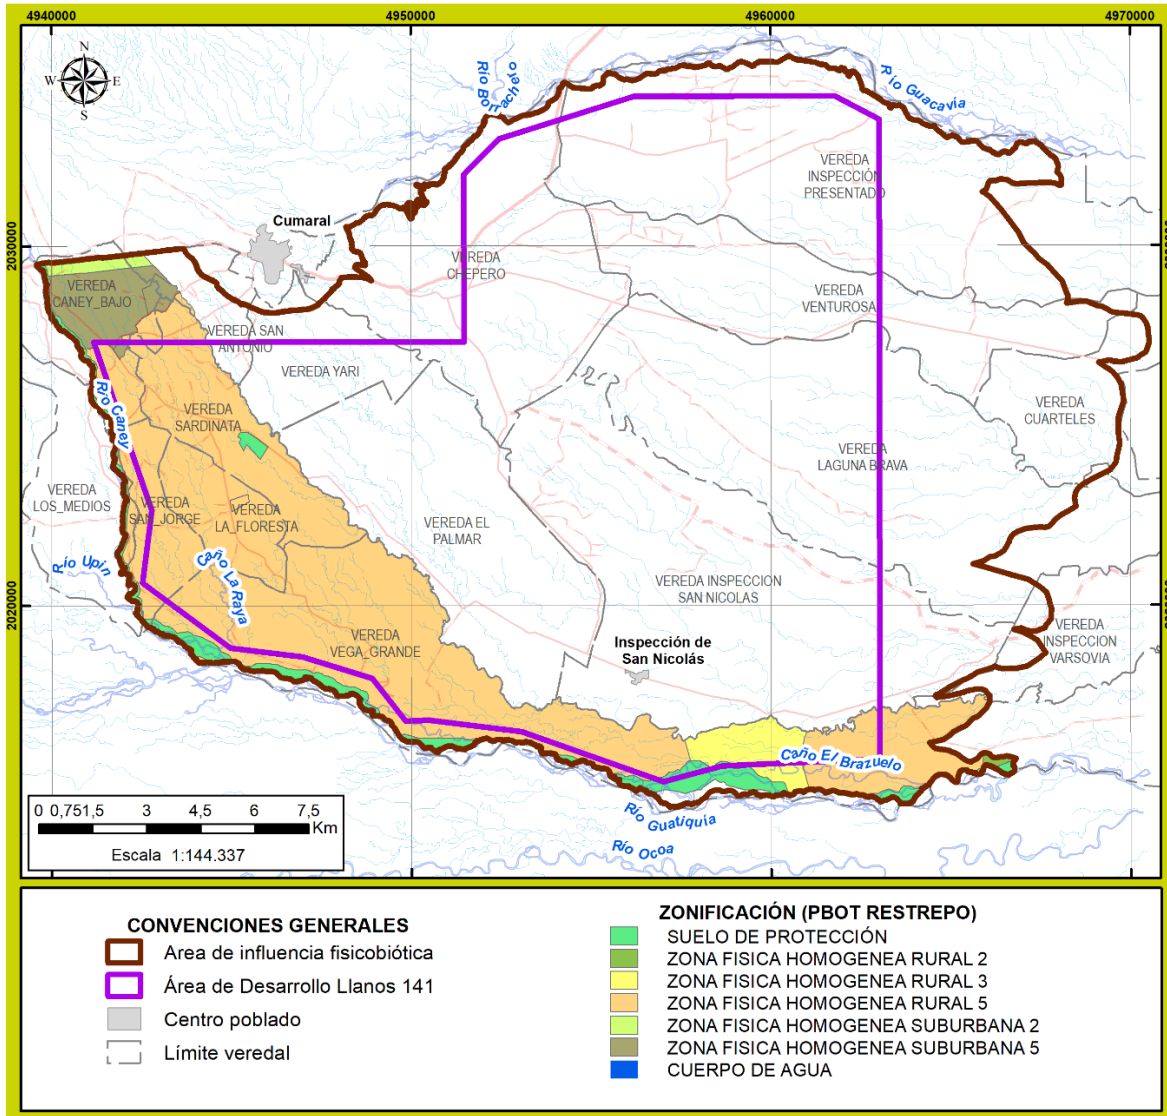 4940000
4950000
4960000
4970000
N
W
E
S
Río Borrachero
Río Guacavía
VEREDA
INSPECCIÓN
PRESENTADO
Cumaral
2030000
VEREDA
CHEPERO
VEREDA
CANEY_BAJO
VEREDA
VENTUROSA
VEREDA SAN
ANTONIO
VEREDA YARI
Río Caney
VEREDA
SARDINATA
VEREDA
CUARTELES
VEREDA
LAGUNA BRAVA
VEREDA
LOS_MEDIOS
VEREDA
SAN_JORGE
VEREDA
LA_FLORESTA
VEREDA EL
PALMAR
Río Upin
Caño La Raya
VEREDA INSPECCION
SAN NICOLAS
2020000
VEREDA
INSPECCION
VARSOVIA
VEREDA
VEGA_GRANDE
Inspección de
San Nicolás
Caño El Brazuelo
Río Guatiquía
Río Ocoa
0 0,751,5 3 4,5 6 7,5
Km
Escala 1:144.337
CONVENCIONES GENERALES
Area de influencia fisicobiótica
Área de Desarrollo Llanos 141
Centro poblado
Límite veredal
ZONIFICACIÓN (PBOT RESTREPO)
SUELO DE PROTECCIÓN
ZONA FISICA HOMOGENEA RURAL 2
ZONA FISICA HOMOGENEA RURAL 3
ZONA FISICA HOMOGENEA RURAL 5
ZONA FISICA HOMOGENEA SUBURBANA 2
ZONA FISICA HOMOGENEA SUBURBANA 5
CUERPO DE AGUA